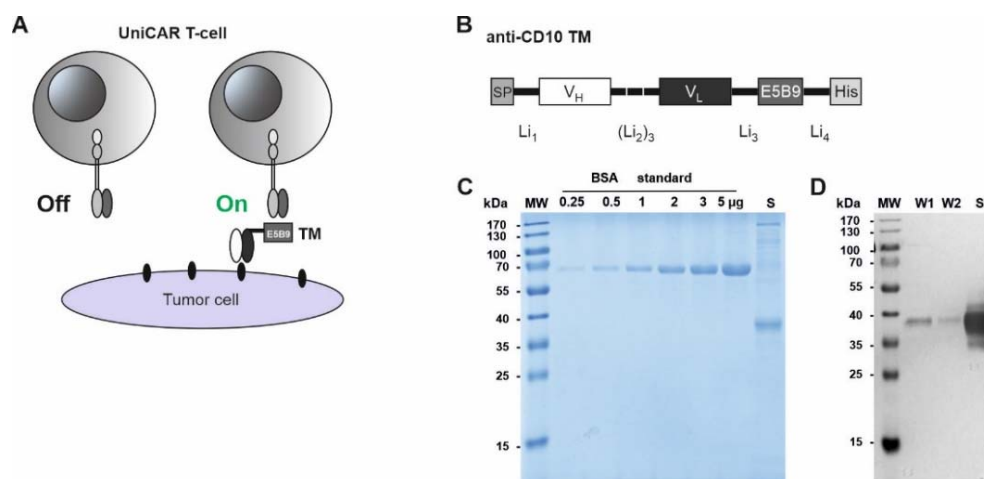 A
UniCAR T-cell
Off
On
E5B9
TM
Tumor cell
B
anti-CD10 TM
SP
VH
VL
E5B9
His
Li1
(Li2)3
Li3
Li4
C
BSA standard
kDa MW 0.25 0.5 1 2 3 5 µg S
170
130
100
70
55
40
35
25
15
D
kDa MW W1 W2 S
170
130
100
70
55
40
35
25
15